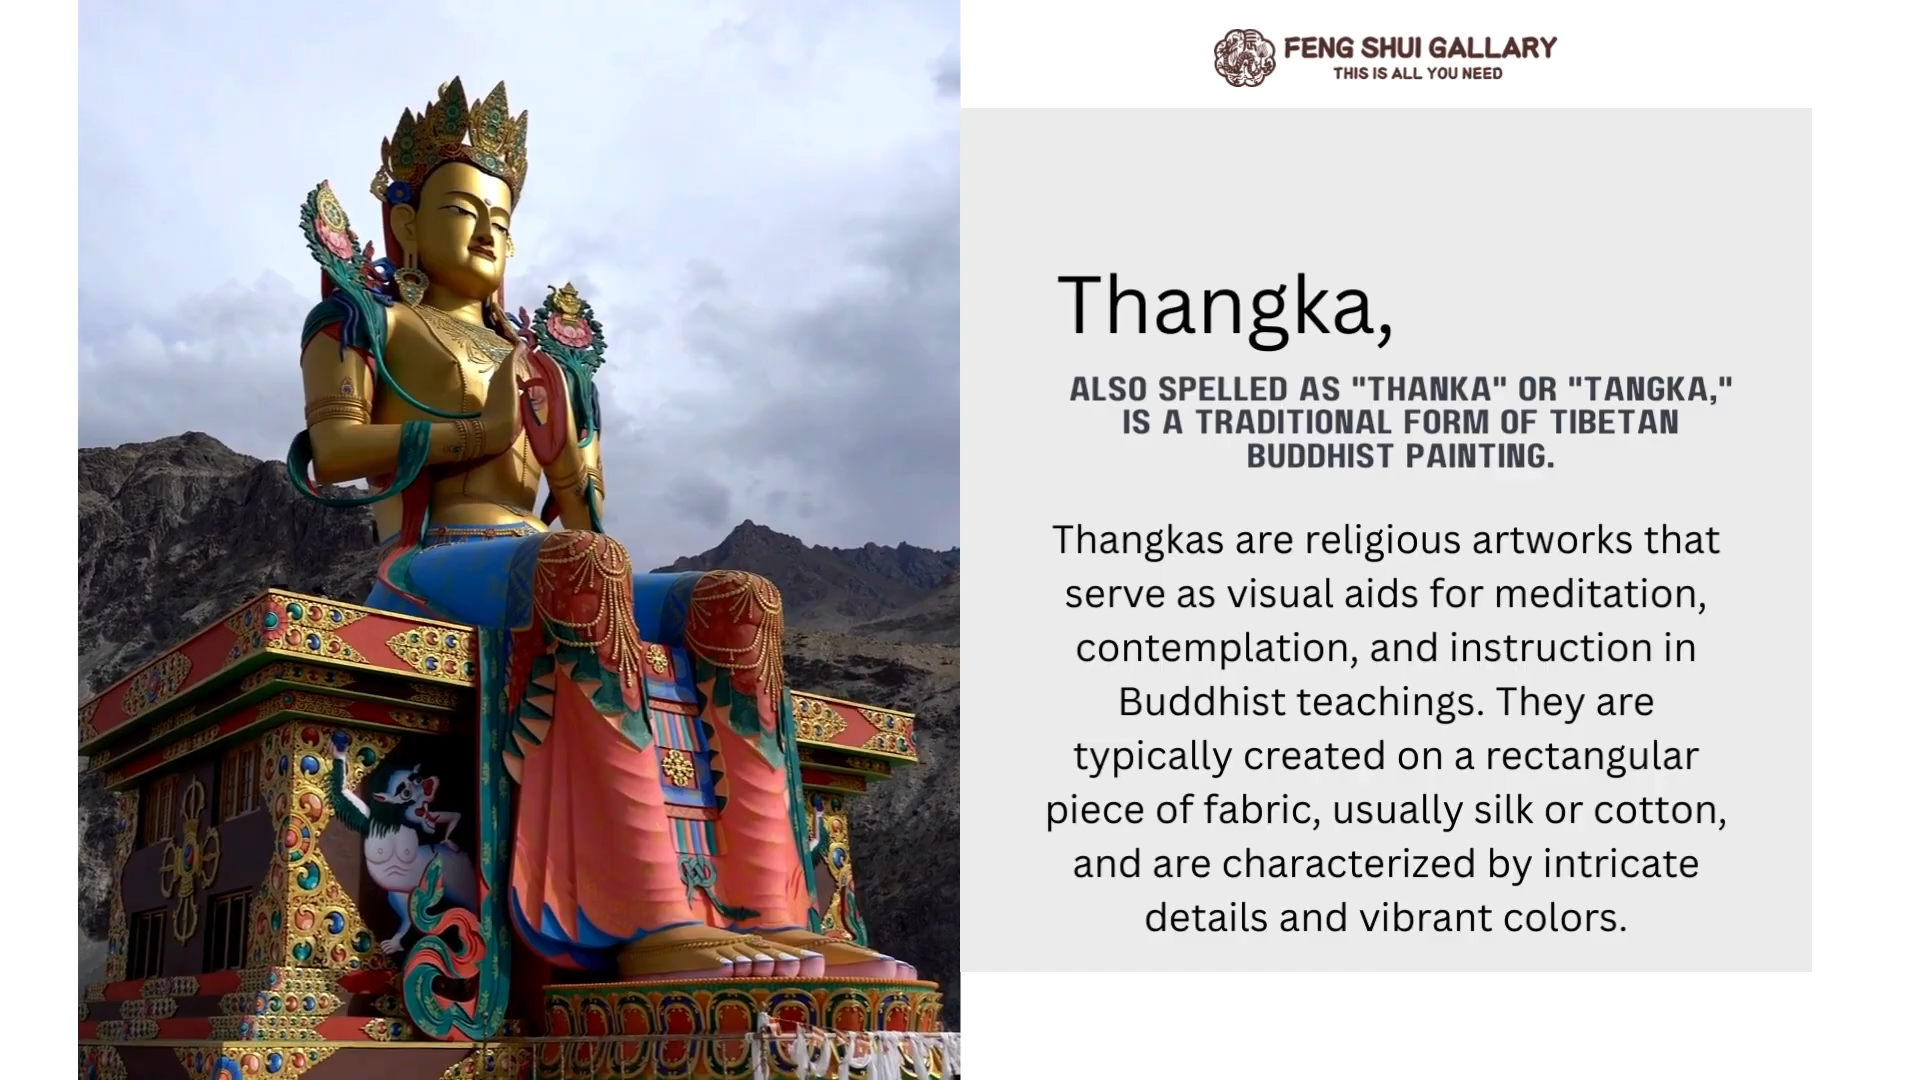 FENG SHUI GALLARY
THIS IS ALL YOU NEED
Thangka,
ALSO SPELLED AS "THANKA" OR "TANGKA,"
IS A TRADITIONAL FORM OF TIBETAN
BUDDHIST PAINTING.
Thangkas are religious artworks that
serve as visual aids for meditation,
contemplation, and instruction in
Buddhist teachings. They are
typically created on a rectangular
piece of fabric, usually silk or cotton,
and are characterized by intricate
details and vibrant colors.